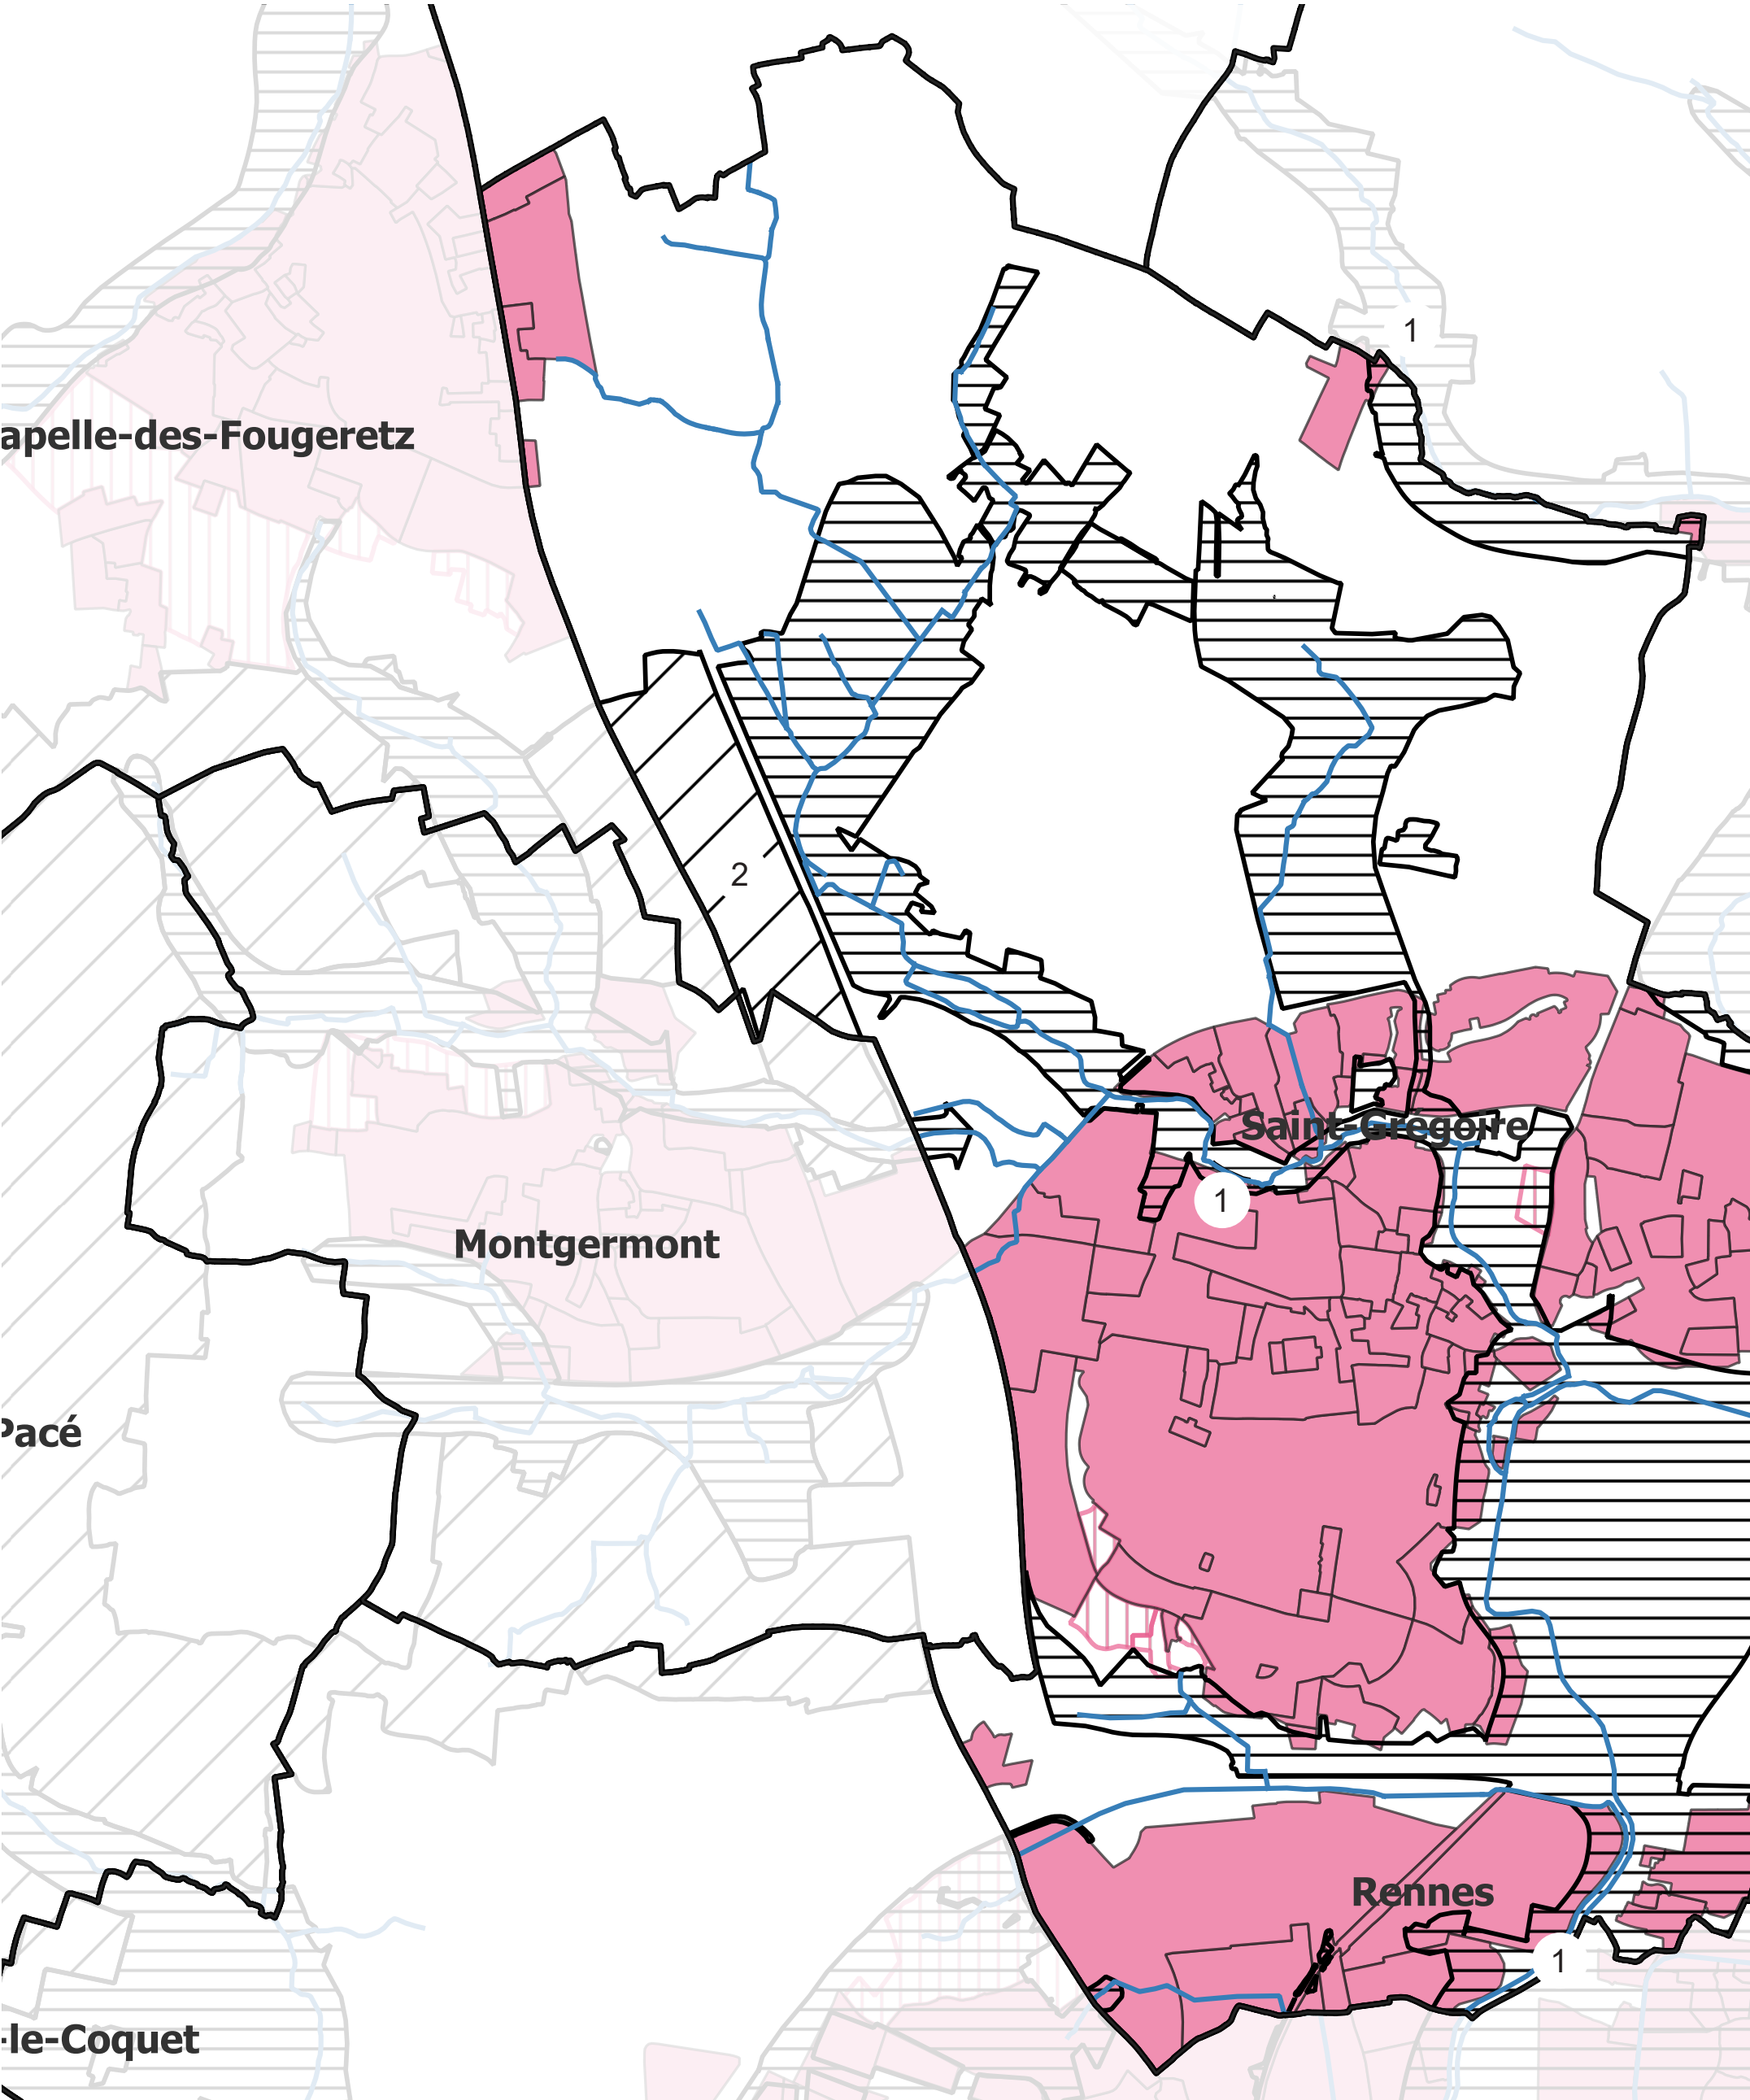 1
apelle-des-Fougeretz
2
Saint-Grégoire
1
Montgermont
Pacé
Rennes
1
-le-Coquet